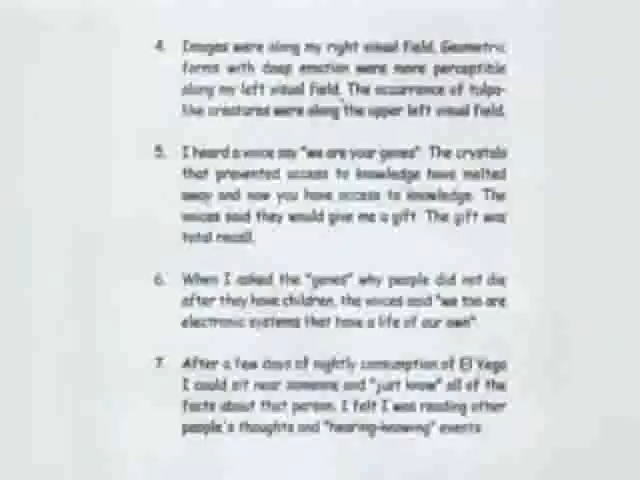 4. Images were along my right visual field. Geometric
forms with deep emotion were more perceptible
along my left visual field. The occurrence of tulpa-
like creatures were along the upper left visual field.
5. I heard a voice say "we are your genes". The crystals
that prevented access to knowledge have melted
away and now you have access to knowledge. The
voices said they would give me a gift. The gift was
total recall.
6. When I asked the "genes" why people did not die
after they have children, the voices said "we too are
electronic systems that have a life of our own"
7. After a few days of nightly consumption of El Yego
I could sit near someone and "just know" all of the
facts about that person. I felt I was reading other
people's thoughts and "hearing-knowing" events